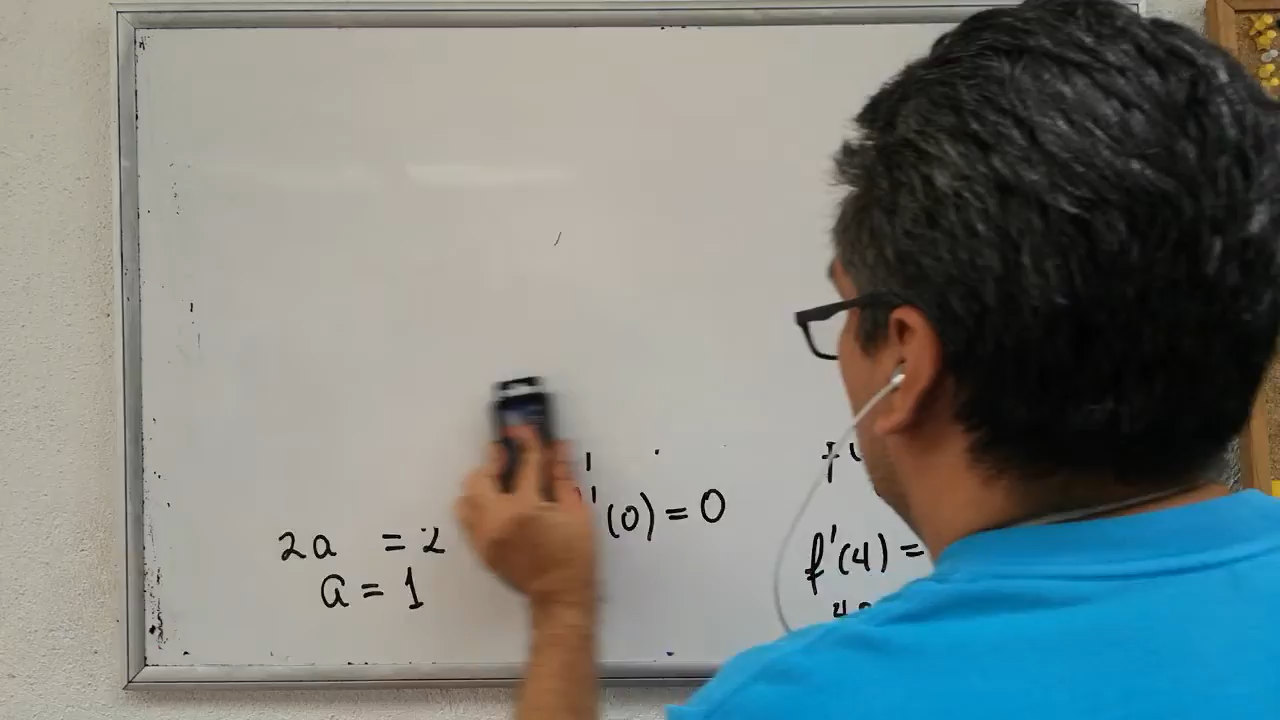 2a = 2
a = 1
'(0) = 0
f'(4) =